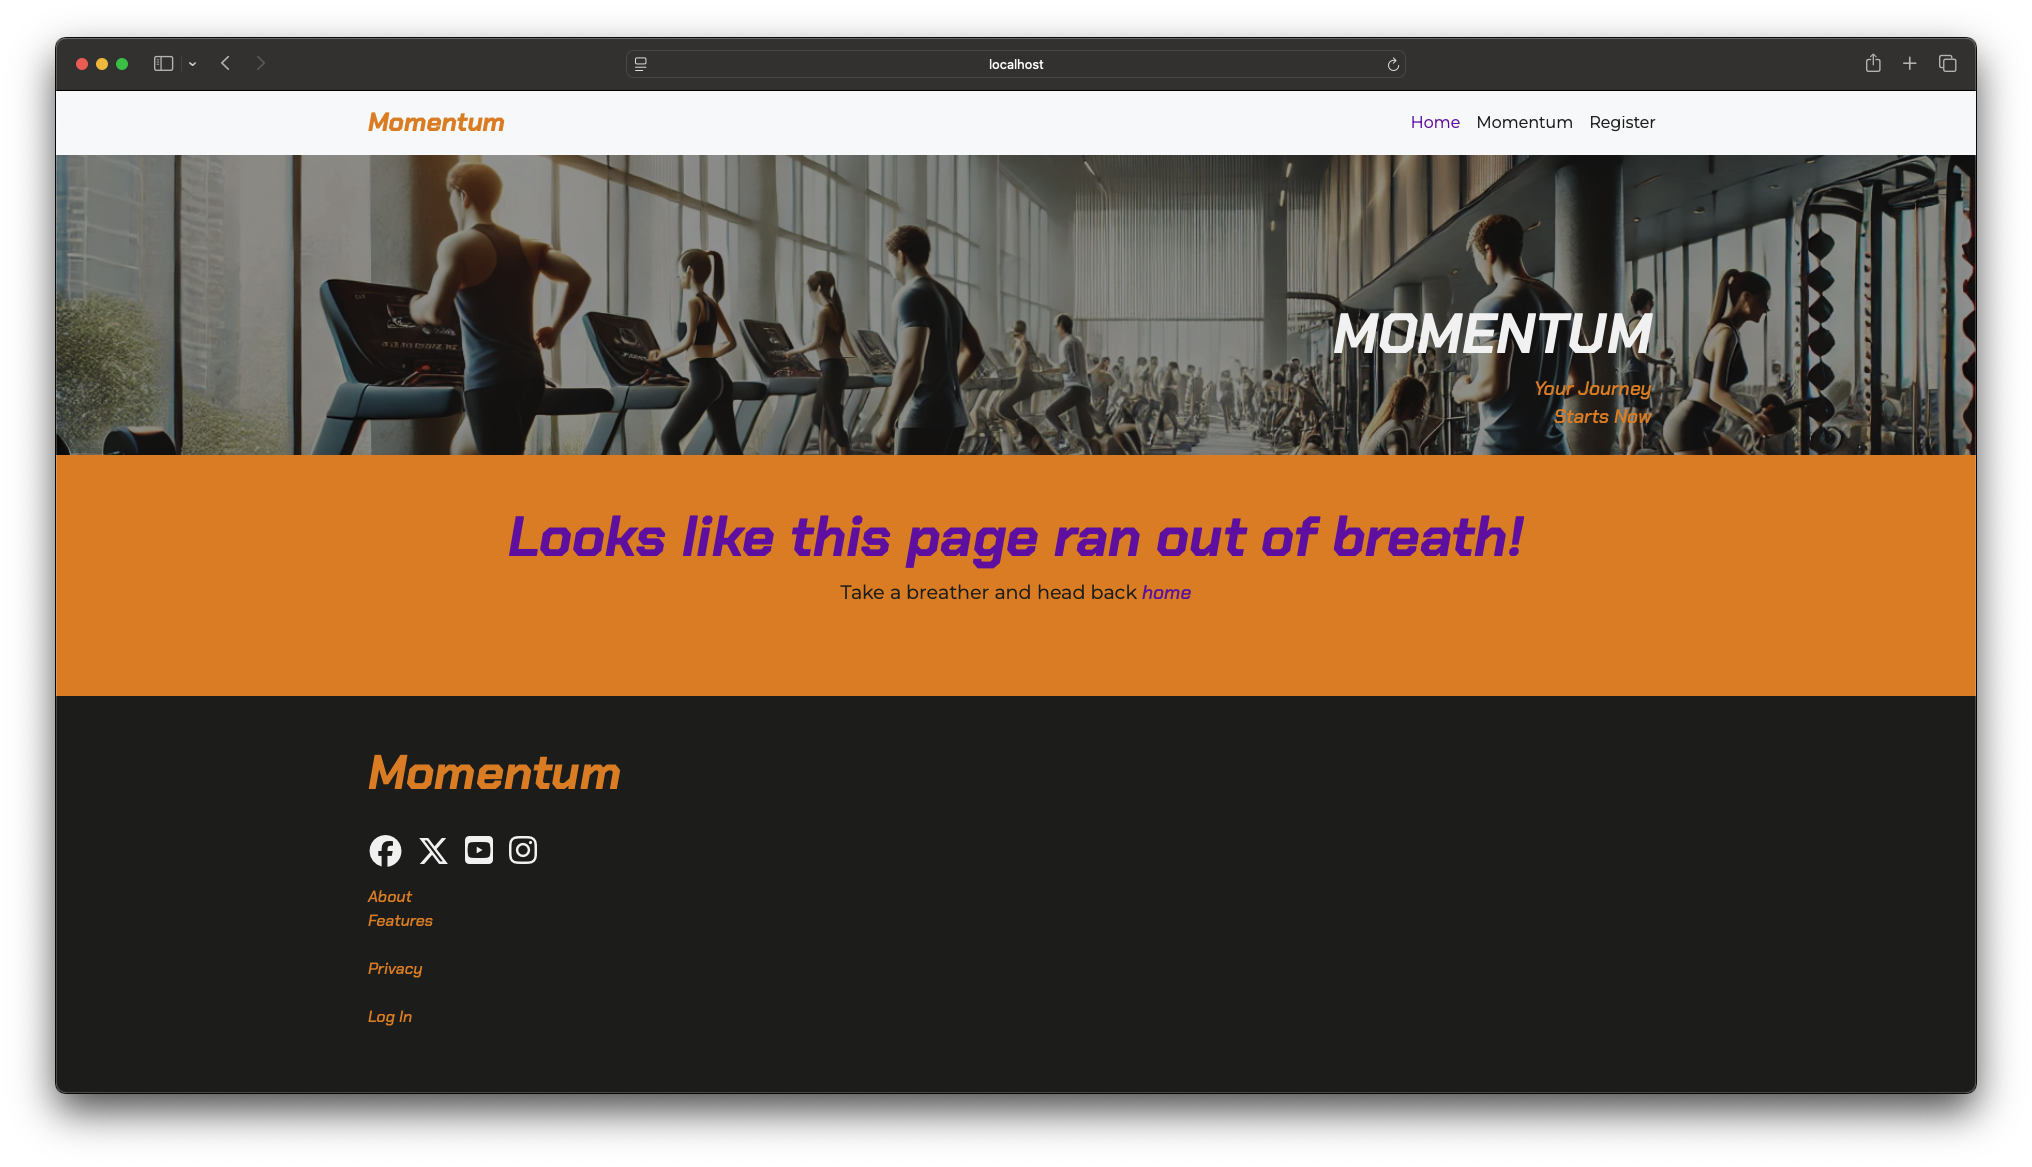 localhost
Momentum
Home Momentum Register
MOMENTUM
Your Journey
Starts Now
Looks like this page ran out of breath!
Take a breather and head back home
Momentum
About
Features
Privacy
Log In